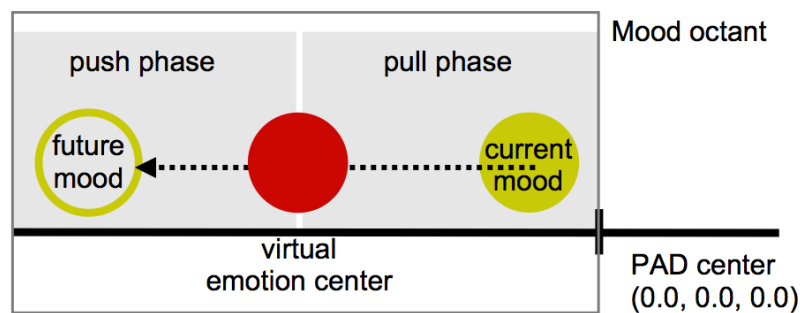 Mood octant
push phase
pull phase
future
mood
current
mood
virtual
emotion center
PAD center
(0.0, 0.0, 0.0)